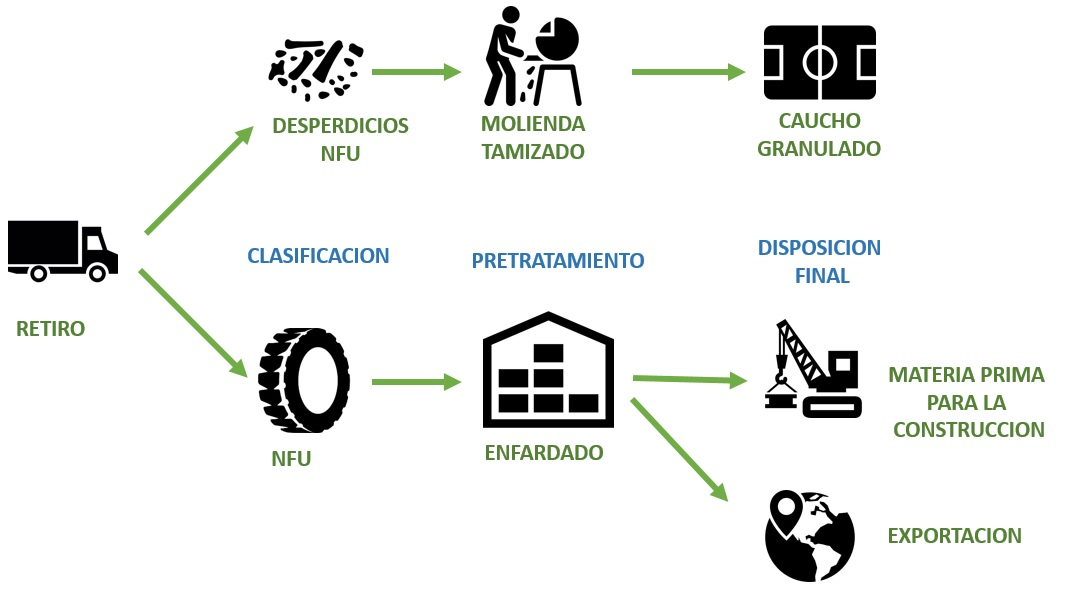 DESPERDICIOS
NFU
MOLIENDA
TAMIZADO
CAUCHO
GRANULADO
CLASIFICACION
PRETRATAMIENTO
DISPOSICION
FINAL
RETIRO
NFU
ENFARDADO
MATERIA PRIMA
PARA LA
CONSTRUCCION
EXPORTACION